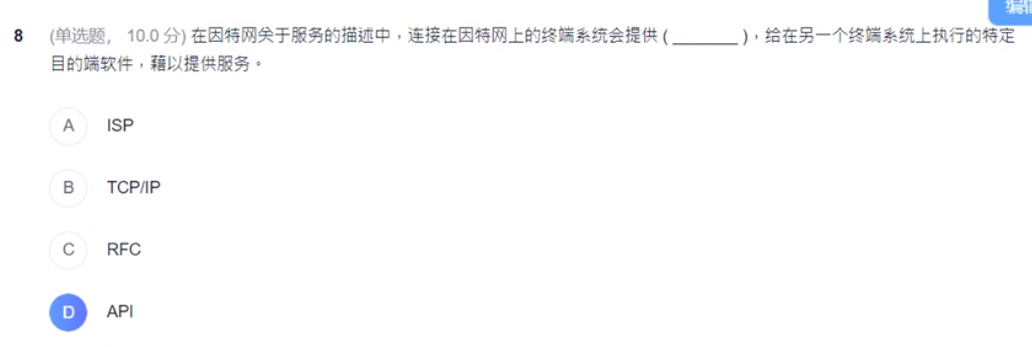 编辑
8 (单选题， 10.0 分) 在因特网关于服务的描述中，连接在因特网上的终端系统会提供 ( ________ )，给在另一个终端系统上执行的特定
目的端软件，藉以提供服务。
A ISP
B TCP/IP
C RFC
D API